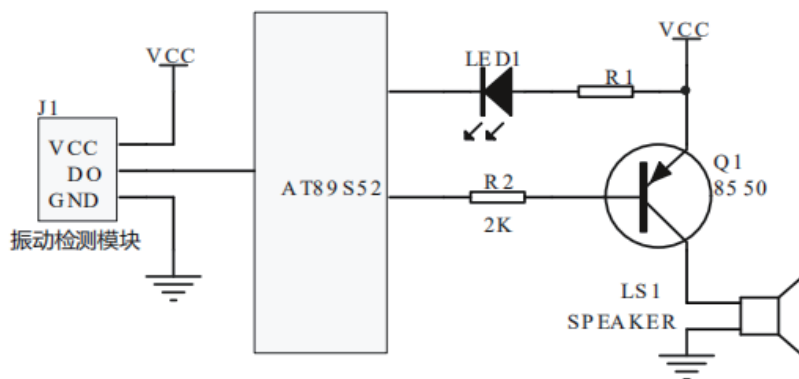 VCC
J1
VCC
DO
GND
振动检测模块
AT89S52
LED1
R1
VCC
R2
2K
Q1
8550
LS1
SPEAKER